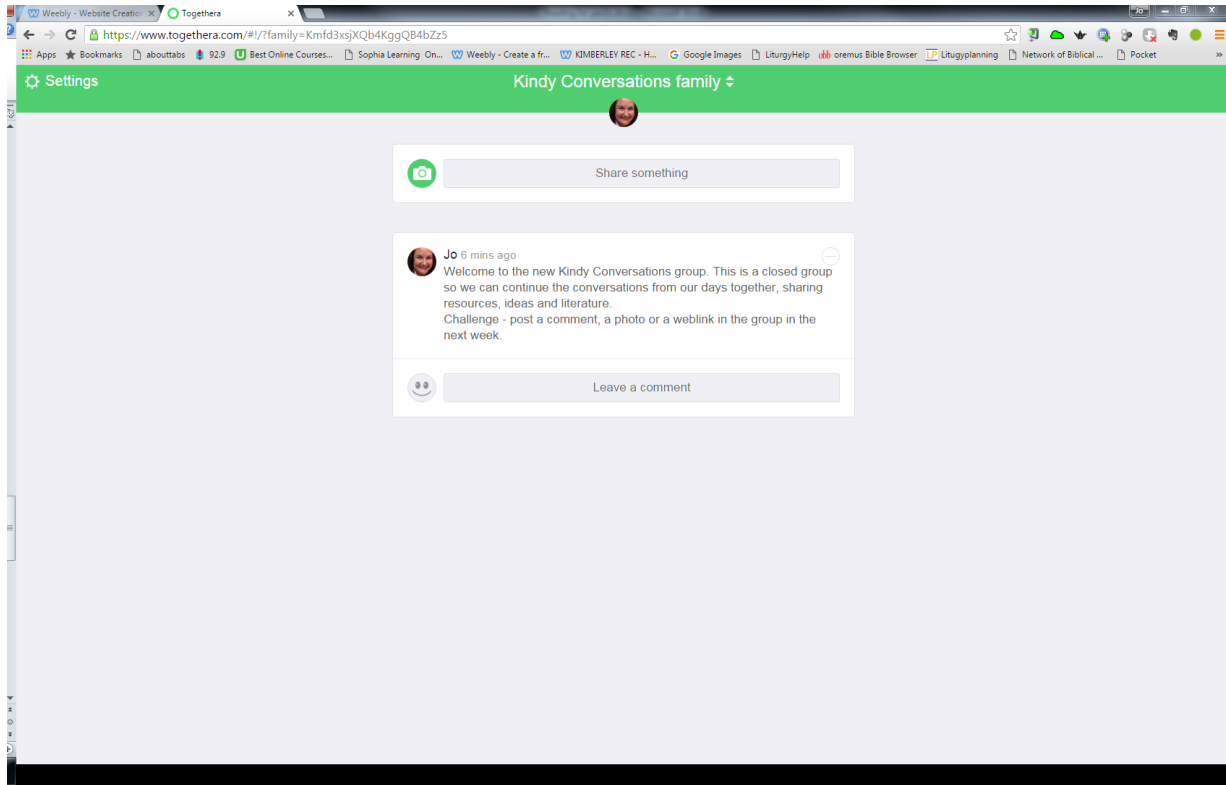 Weebly - Website Creation
Togethera
Jo
https://www.togethera.com/#!/?family=Kmfd3xsjXQb4KggQB4bZz5
Apps Bookmarks abouttabs 92.9 Best Online Courses... Sophia Learning On... Weebly - Create a fr... KIMBERLEY REC - H... Google Images LiturgyHelp oremus Bible Browser Litugyplanning Network of Biblical ... Pocket »
Settings
Kindy Conversations family
Share something
Jo 6 mins ago
Welcome to the new Kindy Conversations group. This is a closed group
so we can continue the conversations from our days together, sharing
resources, ideas and literature.
Challenge - post a comment, a photo or a weblink in the group in the
next week.
Leave a comment